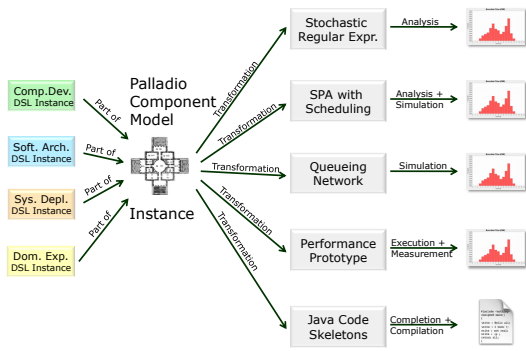 Comp.Dev.
DSL Instance
Soft. Arch.
DSL Instance
Sys. Depl.
DSL Instance
Dom. Exp.
DSL Instance
Part of
Part of
Part of
Part of
Palladio
Component
Model
Instance
Transformation
Transformation
Transformation
Transformation
Transformation
Stochastic
Regular Expr.
Analysis
SPA with
Scheduling
Analysis +
Simulation
Queueing
Network
Simulation
Performance
Prototype
Execution +
Measurement
Java Code
Skeletons
Completion +
Compilation